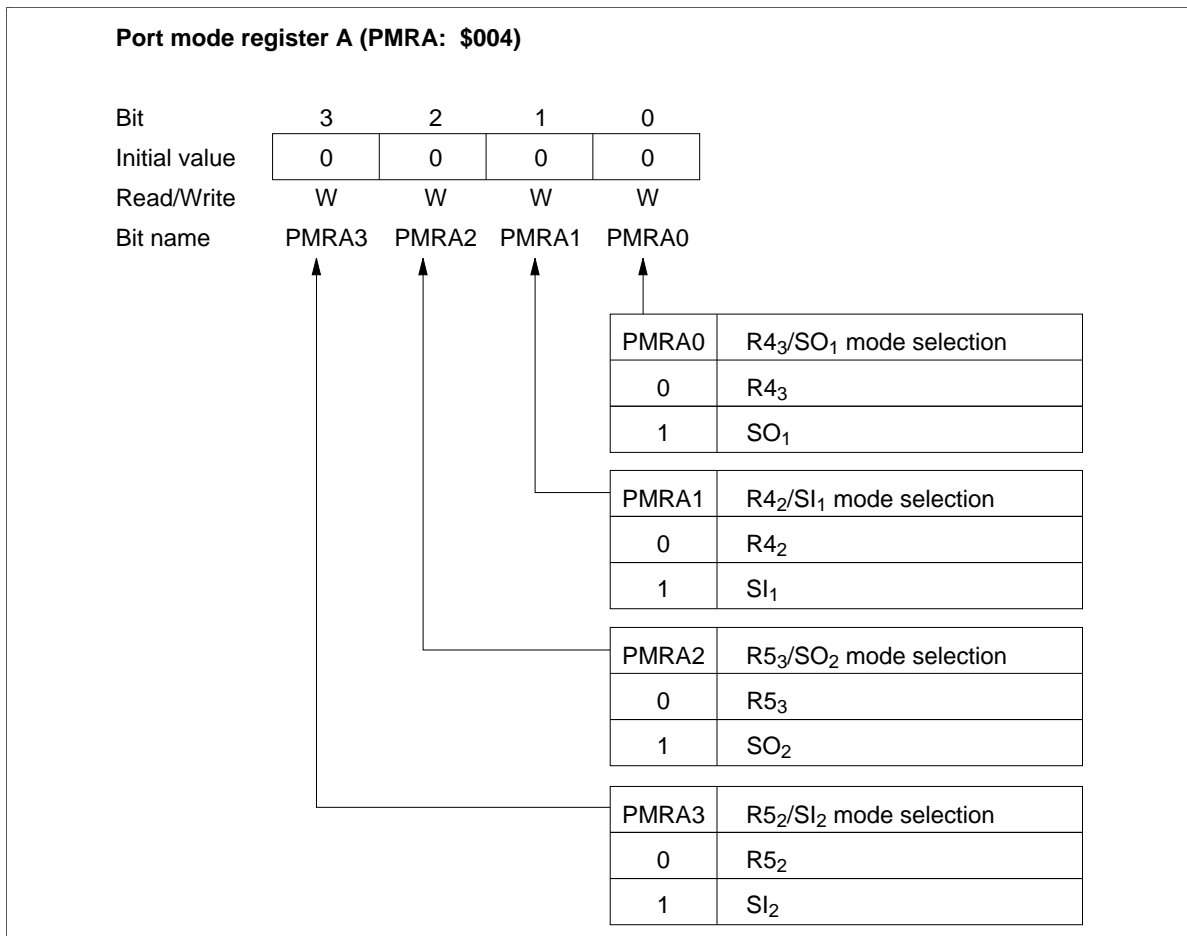 Port mode register A (PMRA: $004)
Bit 3 2 1 0
Initial value 0 0 0 0
Read/Write W W W W
Bit name PMRA3 PMRA2 PMRA1 PMRA0
PMRA0 R4₃/SO₁ mode selection
0 R4₃
1 SO₁
PMRA1 R4₂/SI₁ mode selection
0 R4₂
1 SI₁
PMRA2 R5₃/SO₂ mode selection
0 R5₃
1 SO₂
PMRA3 R5₂/SI₂ mode selection
0 R5₂
1 SI₂